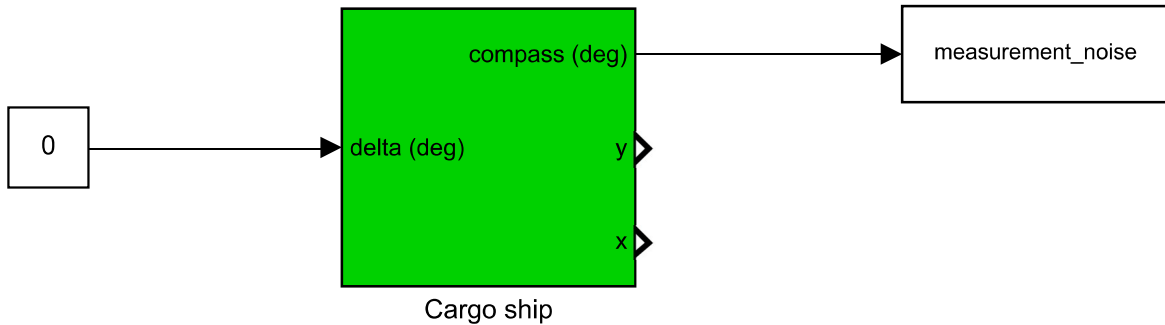 compass (deg)
measurement_noise
0
delta (deg)
y
x
Cargo ship